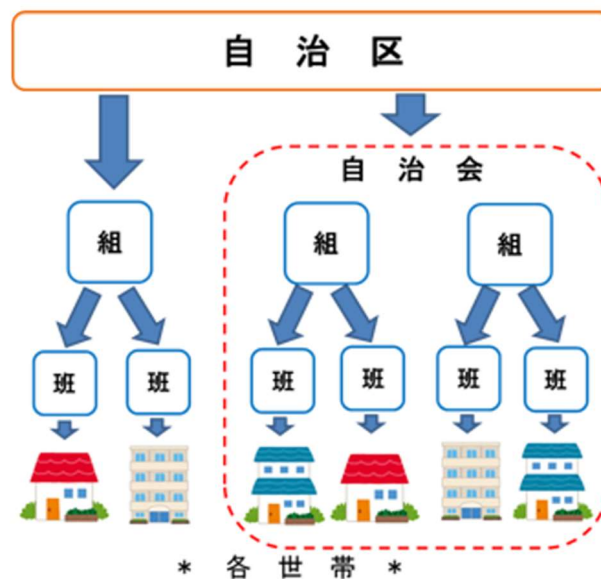 自 治 区
自 治 会
組 組 組
班 班 班 班 班 班
* 各 世 帯 *